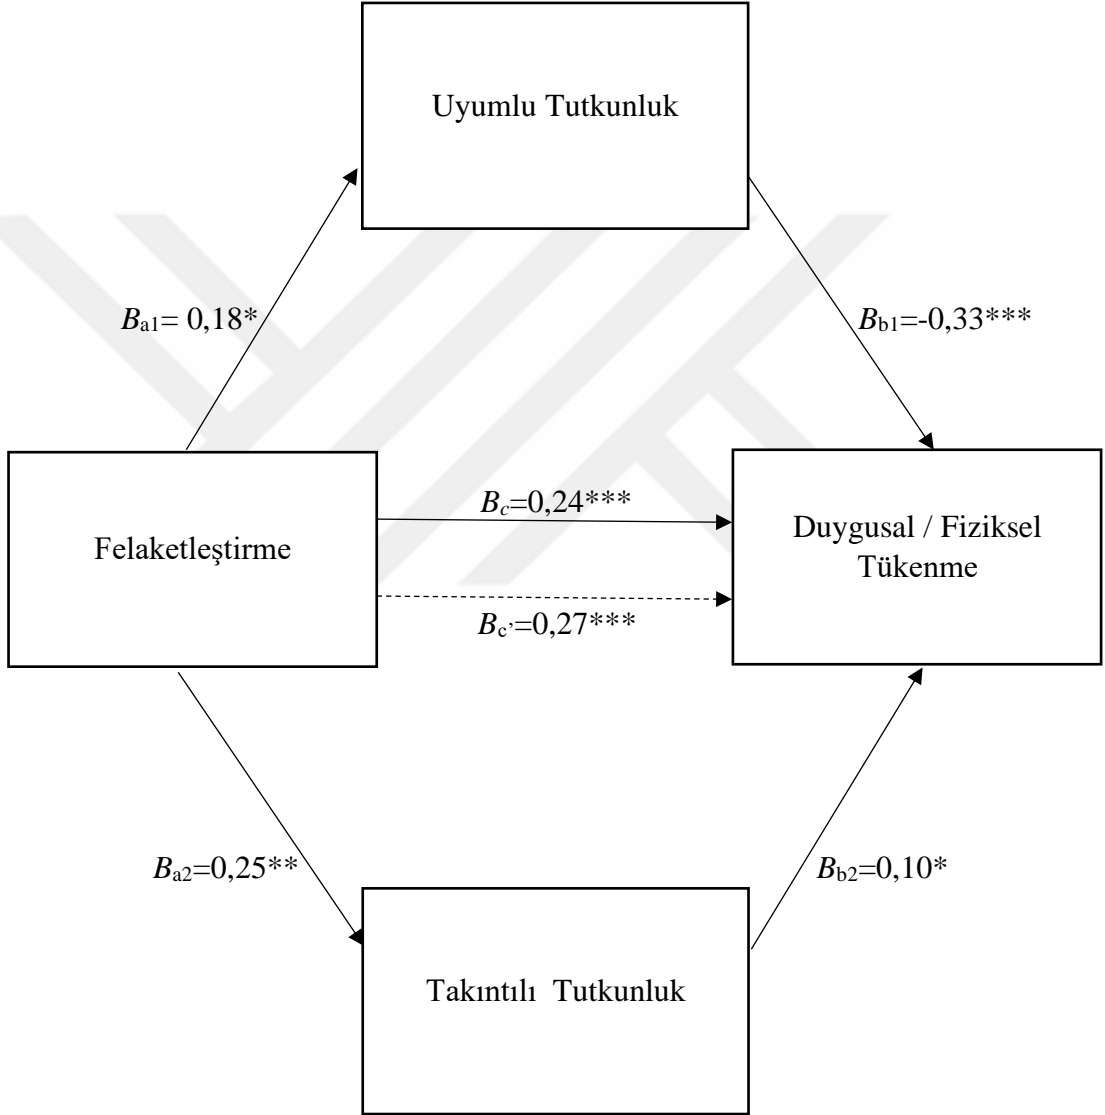 Uyumlu Tutkunluk
Ba1= 0,18*
Bb1=-0,33***
Bc=0,24***
Felaketleştirme
Duygusal / Fiziksel
Tükenme
Bc’=0,27***
Ba2=0,25**
Bb2=0,10*
Takıntılı Tutkunluk